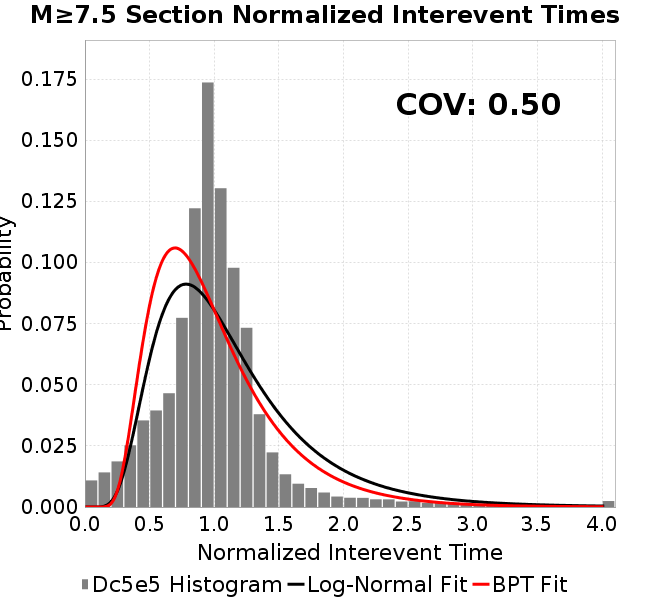 M≥7.5 Section Normalized Interevent Times
COV: 0.50
0.175
0.150
0.125
0.100
0.075
0.050
0.025
0.000
Probability
0.0 0.5 1.0 1.5 2.0 2.5 3.0 3.5 4.0
Normalized Interevent Time
Dc5e5 Histogram Log-Normal Fit BPT Fit